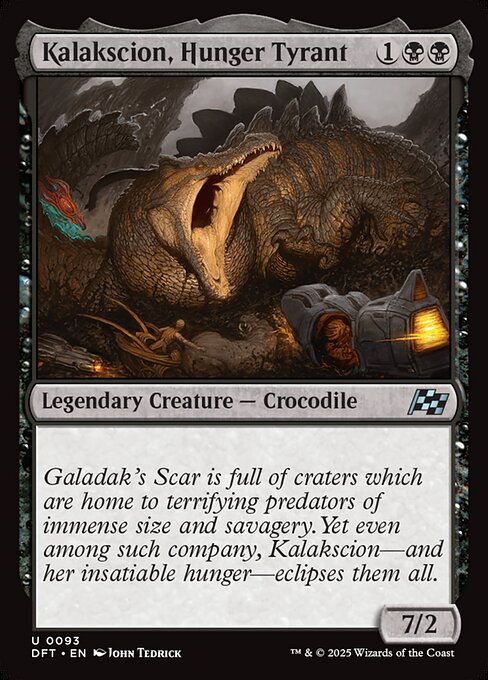 Kalakscion, Hunger Tyrant 1
Legendary Creature — Crocodile
Galadak's Scar is full of craters which
are home to terrifying predators of
immense size and savagery. Yet even
among such company, Kalakscion—and
her insatiable hunger—eclipses them all.
7/2
U 0093
DFT • EN John Tedrick
™ & © 2025 Wizards of the Coast